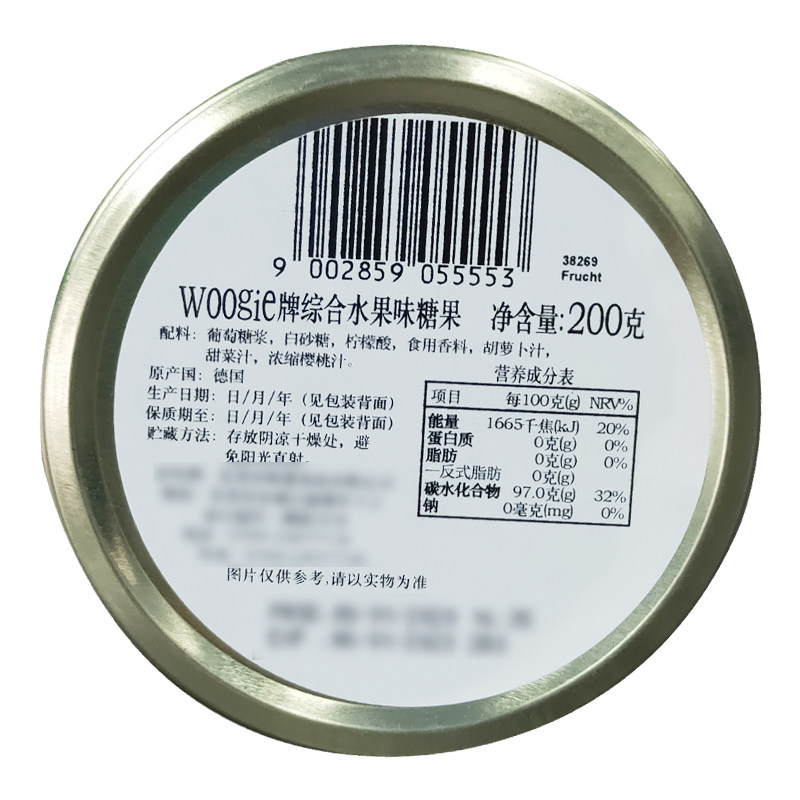 9 002859 055553
38269
Frucht
Woogie牌综合水果味糖果 净含量:200克
配料：葡萄糖浆，白砂糖，柠檬酸，食用香料，胡萝卜汁，
甜菜汁，浓缩樱桃汁。
原产国：德国
生产日期：日/月/年（见包装背面）
保质期至：日/月/年（见包装背面）
贮藏方法：存放阴凉干燥处，避
免阳光直射
营养成分表
项目 每100克(g) NRV%
能量 1665千焦(kJ) 20%
蛋白质 0克(g) 0%
脂肪 0克(g) 0%
—反式脂肪 0克(g)
碳水化合物 97.0克(g) 32%
钠 0毫克(mg) 0%
图片仅供参考,请以实物为准